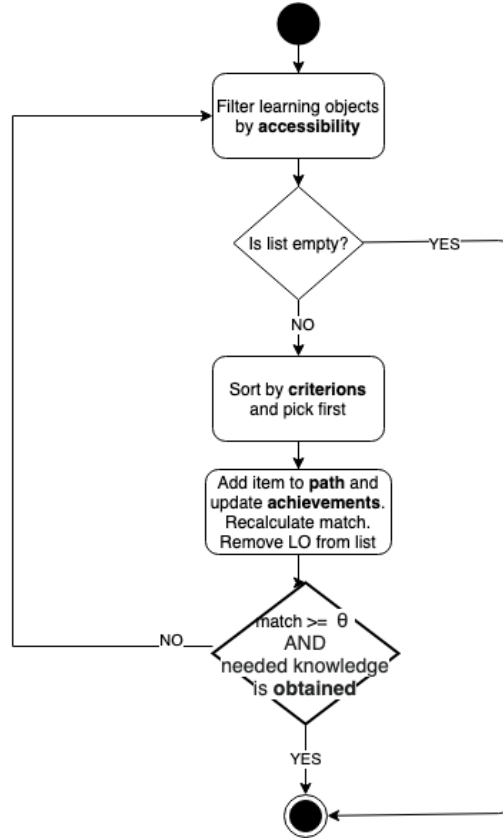 Filter learning objects
by accessibility
Is list empty?
YES
NO
Sort by criterions
and pick first
Add item to path and
update achievements.
Recalculate match.
Remove LO from list
match >= θ
AND
needed knowledge
is obtained
NO
YES